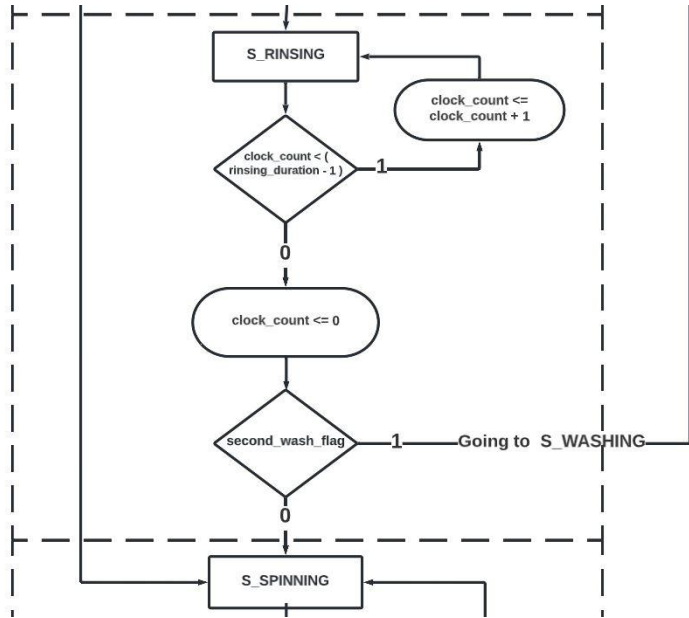 S_RINSING
clock_count <=
clock_count + 1
clock_count < (
rinsing_duration - 1 )
1
0
clock_count <= 0
second_wash_flag
1
Going to S_WASHING
0
S_SPINNING